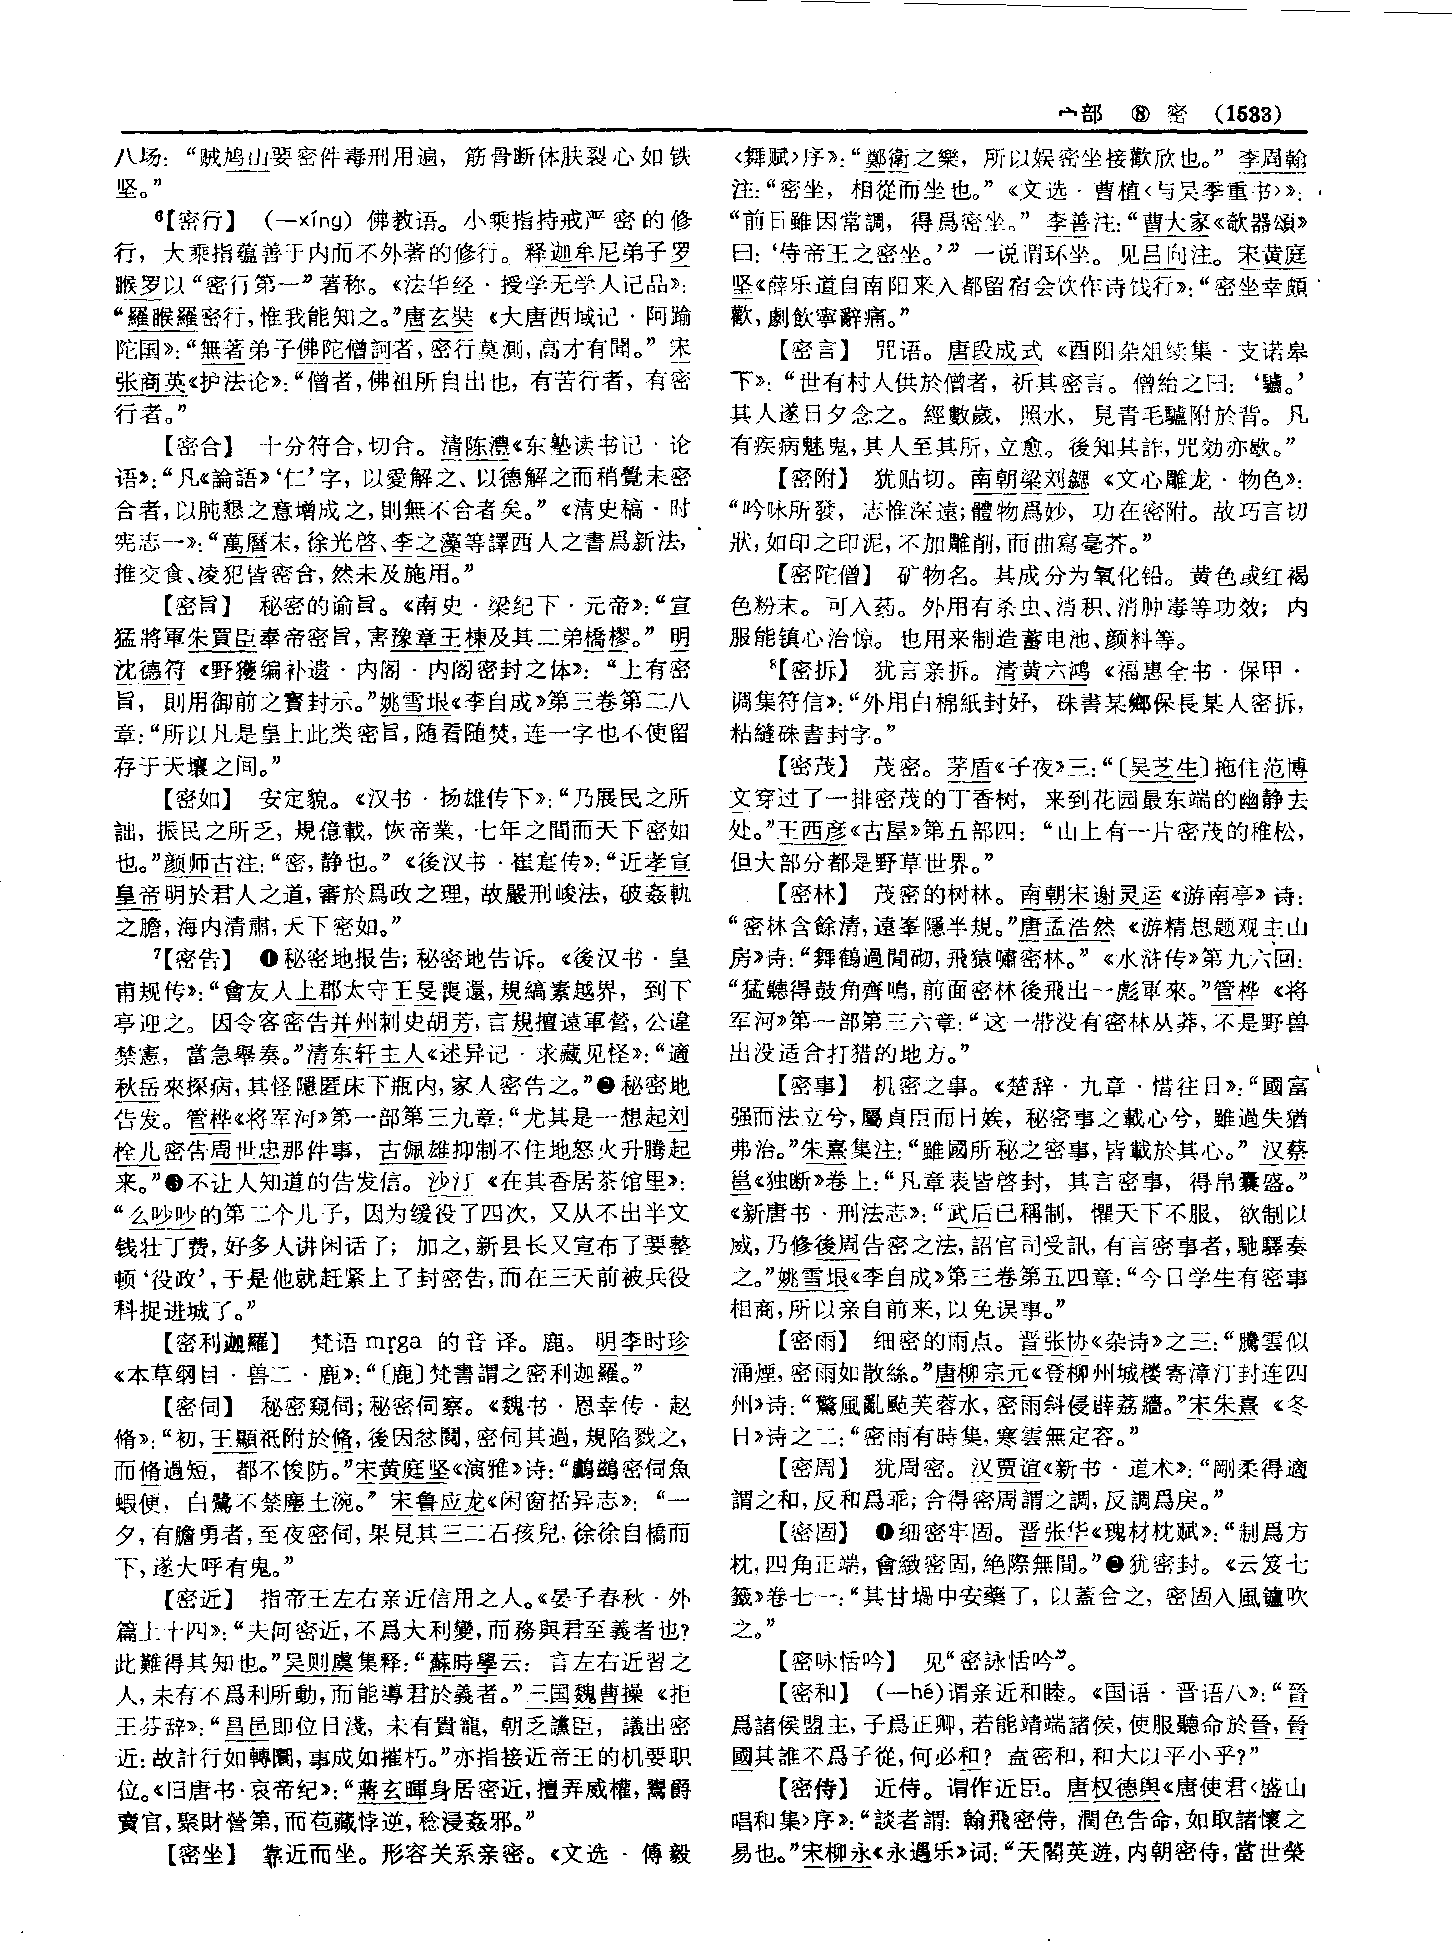 宀部 ⑧ 密 (1533)
八场：“贼鸠山要密件毒刑用遍，筋骨断体肤裂心如铁
坚。”
⁶【密行】 （—xíng）佛教语。小乘指持戒严密的修
行，大乘指蕴善于内而不外著的修行。释迦牟尼弟子罗
睺罗以“密行第一”著称。《法华经·授学无学人记品》：
“羅睺羅密行，惟我能知之。”唐玄奘《大唐西域记·阿踰
陀国》：“無著弟子佛陀僧訶者，密行莫測，高才有聞。”宋
张商英《护法论》：“僧者，佛祖所自出也，有苦行者，有密
行者。”
【密合】 十分符合、切合。清陈澧《东塾读书记·论
语》：“凡《論語》‘仁’字，以愛解之、以德解之而稍覺未密
合者，以肫懇之意增成之，則無不合者矣。”《清史稿·时
宪志一》：“萬曆末，徐光啓、李之藻等譯西人之書爲新法，
推交食、凌犯皆密合，然未及施用。”
【密旨】 秘密的谕旨。《南史·梁纪下·元帝》：“宣
猛將軍朱買臣奉帝密旨，害豫章王棟及其二弟橋樛。”明
沈德符《野獲编补遗·内阁·内阁密封之体》：“上有密
旨，則用御前之寳封示。”姚雪垠《李自成》第三卷第二八
章：“所以凡是皇上此类密旨，随看随焚，连一字也不使留
存于天壤之间。”
【密如】 安定貌。《汉书·扬雄传下》：“乃展民之所
詘，振民之所乏，規億載，恢帝業，七年之間而天下密如
也。”颜师古注：“密，静也。”《後汉书·崔寔传》：“近孝宣
皇帝明於君人之道，審於爲政之理，故嚴刑峻法，破姦軌
之膽，海内清肅，天下密如。”
⁷【密告】 ❶秘密地报告；秘密地告诉。《後汉书·皇
甫规传》：“會友人上郡太守王旻喪還，規縞素越界，到下
亭迎之。因令客密告并州刺史胡芳，言規擅遠軍營，公違
禁憲，當急舉奏。”清东轩主人《述异记·求藏见怪》：“適
秋岳來探病，其怪隱匿床下瓶内，家人密告之。”❷秘密地
告发。管桦《将军河》第一部第三九章：“尤其是一想起刘
栓儿密告周世忠那件事，古佩雄抑制不住地怒火升腾起
来。”❸不让人知道的告发信。沙汀《在其香居茶馆里》：
“么吵吵的第二个儿子，因为缓役了四次，又从不出半文
钱壮丁费，好多人讲闲话了；加之，新县长又宣布了要整
顿‘役政’，于是他就赶紧上了封密告，而在三天前被兵役
科捉进城了。”
【密利迦羅】 梵语mṛga 的音译。鹿。明李时珍
《本草纲目·兽二·鹿》：“〔鹿〕梵書謂之密利迦羅。”
【密伺】 秘密窥伺；秘密伺察。《魏书·恩幸传·赵
脩》：“初，王顯祇附於脩，後因忿鬩，密伺其過，規陷戮之，
而脩過短，都不悛防。”宋黄庭坚《演雅》诗：“鸕鷀密伺魚
蝦便，白鷺不禁塵土涴。”宋鲁应龙《闲窗括异志》：“一
夕，有膽勇者，至夜密伺，果見其三二石孩兒，徐徐自橋而
下，遂大呼有鬼。”
【密近】 指帝王左右亲近信用之人。《晏子春秋·外
篇上十四》：“夫何密近，不爲大利變，而務與君至義者也？
此難得其知也。”吴则虞集释：“蘇時學云：言左右近習之
人，未有不爲利所動，而能導君於義者。”三国魏曹操《拒
王芬辞》：“昌邑即位日淺，未有貴寵，朝乏讜臣，議出密
近：故計行如轉圜，事成如摧朽。”亦指接近帝王的机要职
位。《旧唐书·哀帝纪》：“蔣玄暉身居密近，擅弄威權，鬻爵
賣官，聚財營第，而苞藏悖逆，稔浸姦邪。”
【密坐】 靠近而坐。形容关系亲密。《文选·傅毅
〈舞赋〉序》：“鄭衛之樂，所以娱密坐接歡欣也。”李周翰
注：“密坐，相從而坐也。”《文选·曹植〈与吴季重书〉》：
“前日雖因常調，得爲密坐。”李善注：“曹大家《欹器頌》
曰：‘侍帝王之密坐。’”一说谓环坐。见吕向注。宋黄庭
坚《薛乐道自南阳来入都留宿会饮作诗饯行》：“密坐幸頗
歡，劇飲寧辭痛。”
【密言】 咒语。唐段成式《酉阳杂俎续集·支诺皋
下》：“世有村人供於僧者，祈其密言。僧紿之曰：‘驢。’
其人遂日夕念之。經數歲，照水，見青毛驢附於背。凡
有疾病魅鬼，其人至其所，立愈。後知其詐，咒効亦歇。”
【密附】 犹贴切。南朝梁刘勰《文心雕龙·物色》：
“吟咏所發，志惟深遠；體物爲妙，功在密附。故巧言切
狀，如印之印泥，不加雕削，而曲寫毫芥。”
【密陀僧】 矿物名。其成分为氧化铅。黄色或红褐
色粉末。可入药。外用有杀虫、消积、消肿毒等功效；内
服能镇心治惊。也用来制造蓄电池、颜料等。
⁸【密拆】 犹言亲拆。清黄六鸿《福惠全书·保甲·
调集符信》：“外用白棉紙封好，硃書某鄉保長某人密拆，
粘縫硃書封字。”
【密茂】 茂密。茅盾《子夜》三：“〔吴芝生〕拖住范博
文穿过了一排密茂的丁香树，来到花园最东端的幽静去
处。”王西彦《古屋》第五部四：“山上有一片密茂的稚松，
但大部分都是野草世界。”
【密林】 茂密的树林。南朝宋谢灵运《游南亭》诗：
“密林含餘清，遠峯隱半規。”唐孟浩然《游精思题观主山
房》诗：“舞鶴過閒砌，飛猿嘯密林。”《水浒传》第九六回：
“猛聽得鼓角齊鳴，前面密林後飛出一彪軍來。”管桦《将
军河》第一部第三六章：“这一带没有密林丛莽，不是野兽
出没适合打猎的地方。”
【密事】 机密之事。《楚辞·九章·惜往日》：“國富
强而法立兮，屬貞臣而日娭，秘密事之載心兮，雖過失猶
弗治。”朱熹集注：“雖國所秘之密事，皆載於其心。”汉蔡
邕《独断》卷上：“凡章表皆啓封，其言密事，得帛囊盛。”
《新唐书·刑法志》：“武后已稱制，懼天下不服，欲制以
威，乃修後周告密之法，詔官司受訊，有言密事者，馳驛奏
之。”姚雪垠《李自成》第三卷第五四章：“今日学生有密事
相商，所以亲自前来，以免误事。”
【密雨】 细密的雨点。晋张协《杂诗》之三：“騰雲似
涌煙，密雨如散絲。”唐柳宗元《登柳州城楼寄漳汀封连四
州》诗：“驚風亂颭芙蓉水，密雨斜侵薜荔牆。”宋朱熹《冬
日》诗之二：“密雨有時集，寒雲無定容。”
【密周】 犹周密。汉贾谊《新书·道术》：“剛柔得適
謂之和，反和爲乖；合得密周謂之調，反調爲戾。”
【密固】 ❶细密牢固。晋张华《瑰材枕赋》：“制爲方
枕，四角正端，會緻密固，絶際無間。”❷犹密封。《云笈七
籤》卷七一：“其甘堝中安藥了，以蓋合之，密固入風鑪吹
之。”
【密咏恬吟】 见“密詠恬吟”。
【密和】 （—hé）谓亲近和睦。《国语·晋语八》：“晉
爲諸侯盟主，子爲正卿，若能靖端諸侯，使服聽命於晉，晉
國其誰不爲子從，何必和？盍密和，和大以平小乎？”
【密侍】 近侍。谓作近臣。唐权德舆《唐使君〈盛山
唱和集〉序》：“談者謂：翰飛密侍，潤色告命，如取諸懷之
易也。”宋柳永《永遇乐》词：“天閣英遊，内朝密侍，當世榮